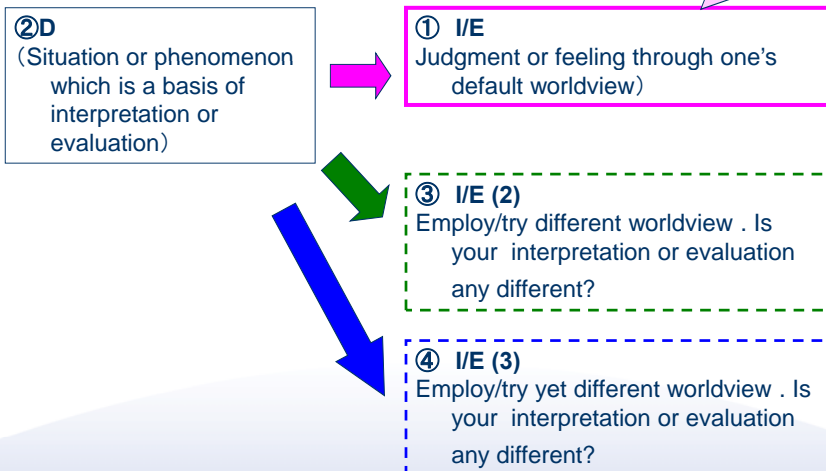 ②D
（Situation or phenomenon
which is a basis of
interpretation or
evaluation）
① I/E
Judgment or feeling through one's
default worldview）
③ I/E (2)
Employ/try different worldview . Is
your interpretation or evaluation
any different?
④ I/E (3)
Employ/try yet different worldview . Is
your interpretation or evaluation
any different?